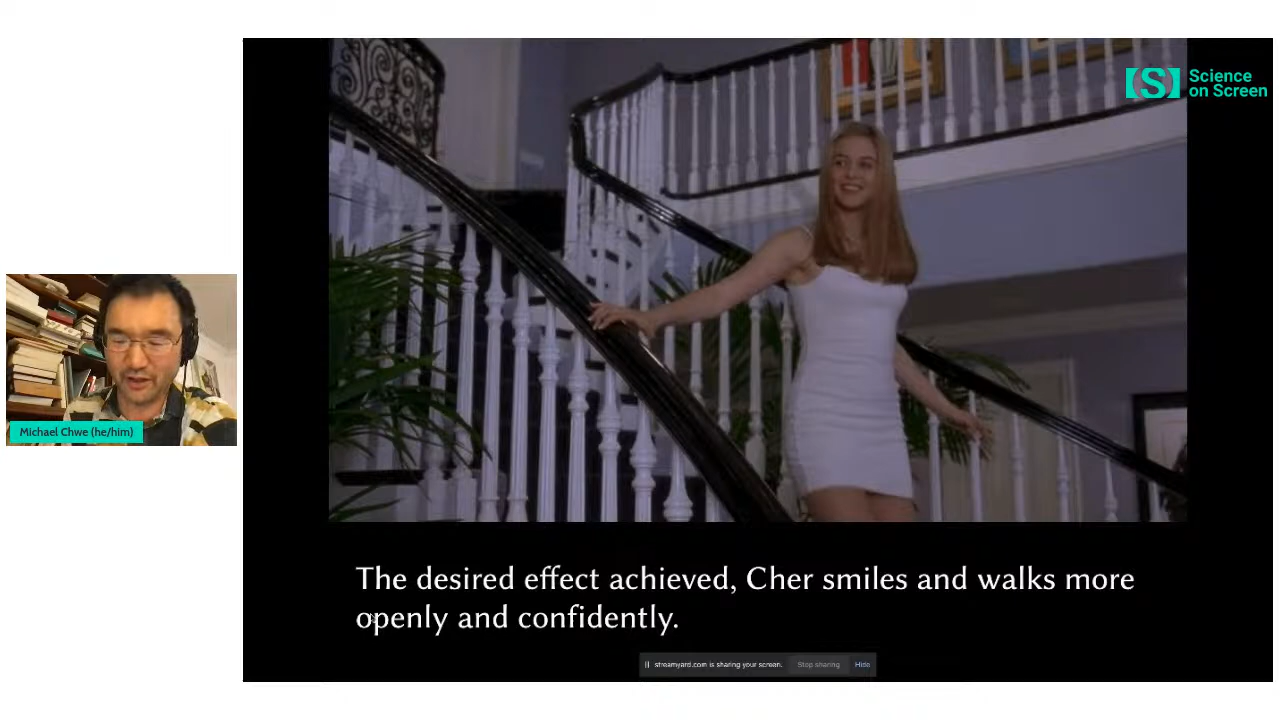 (S) Science
on Screen
Michael Chwe (he/him)
The desired effect achieved, Cher smiles and walks more
openly and confidently.
streamyard.com is sharing your screen. Stop sharing Hide